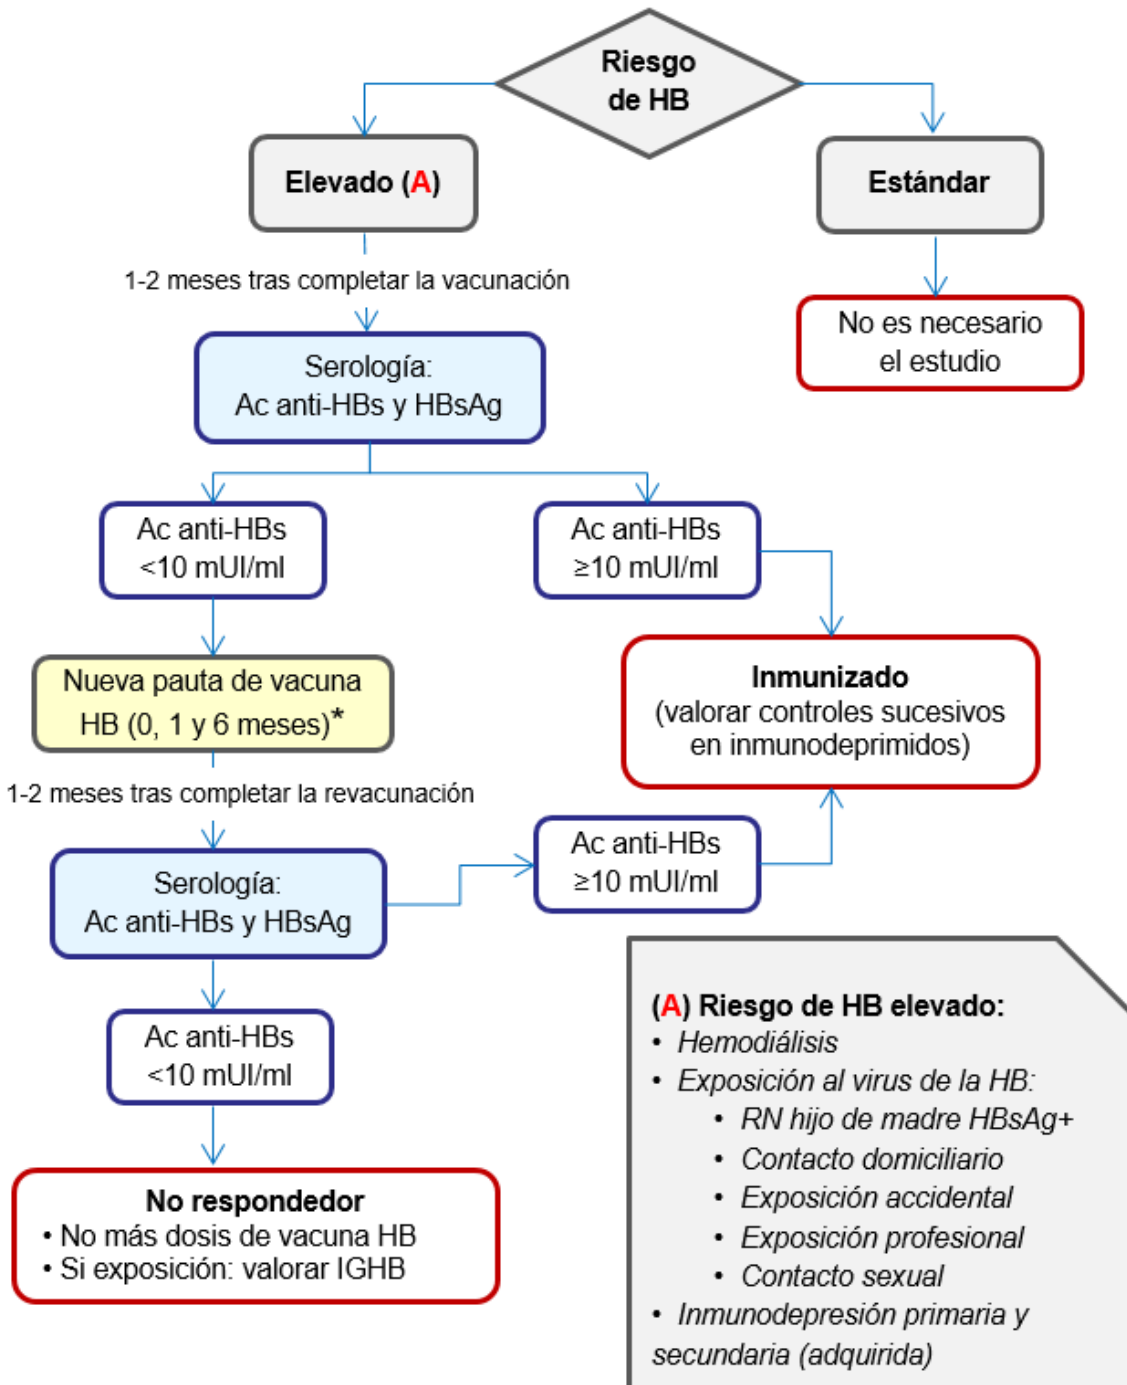 Riesgo
de HB
Elevado (A)
Estándar
1-2 meses tras completar la vacunación
No es necesario
el estudio
Serología:
Ac anti-HBs y HBsAg
Ac anti-HBs
<10 mUI/ml
Ac anti-HBs
≥10 mUI/ml
Nueva pauta de vacuna
HB (0, 1 y 6 meses)*
Inmunizado
(valorar controles sucesivos
en inmunodeprimidos)
1-2 meses tras completar la revacunación
Serología:
Ac anti-HBs y HBsAg
Ac anti-HBs
≥10 mUI/ml
Ac anti-HBs
<10 mUI/ml
No respondedor
• No más dosis de vacuna HB
• Si exposición: valorar IGHB
(A) Riesgo de HB elevado:
• Hemodiálisis
• Exposición al virus de la HB:
• RN hijo de madre HBsAg+
• Contacto domiciliario
• Exposición accidental
• Exposición profesional
• Contacto sexual
• Inmunodepresión primaria y
secundaria (adquirida)